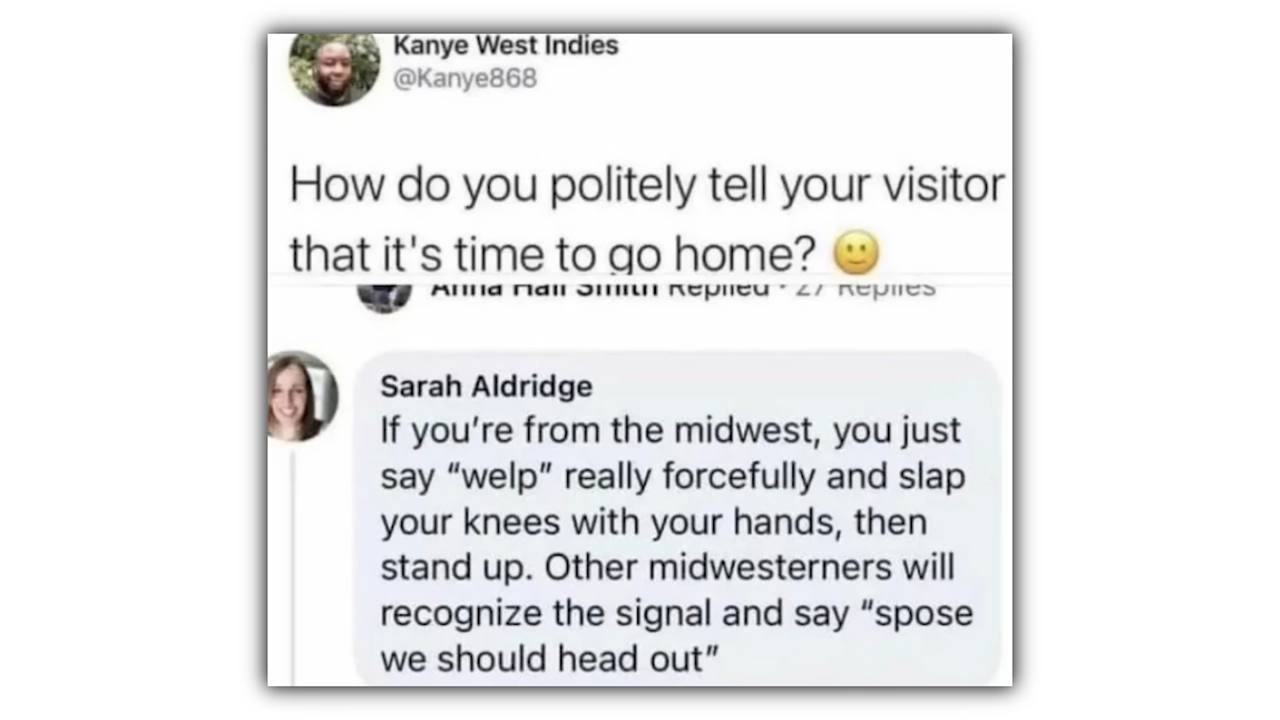 Kanye West Indies
@Kanye868
How do you politely tell your visitor
that it's time to go home? 🙂
Anna Hall Smith Replied · 27 Replies
Sarah Aldridge
If you're from the midwest, you just
say “welp” really forcefully and slap
your knees with your hands, then
stand up. Other midwesterners will
recognize the signal and say “spose
we should head out”